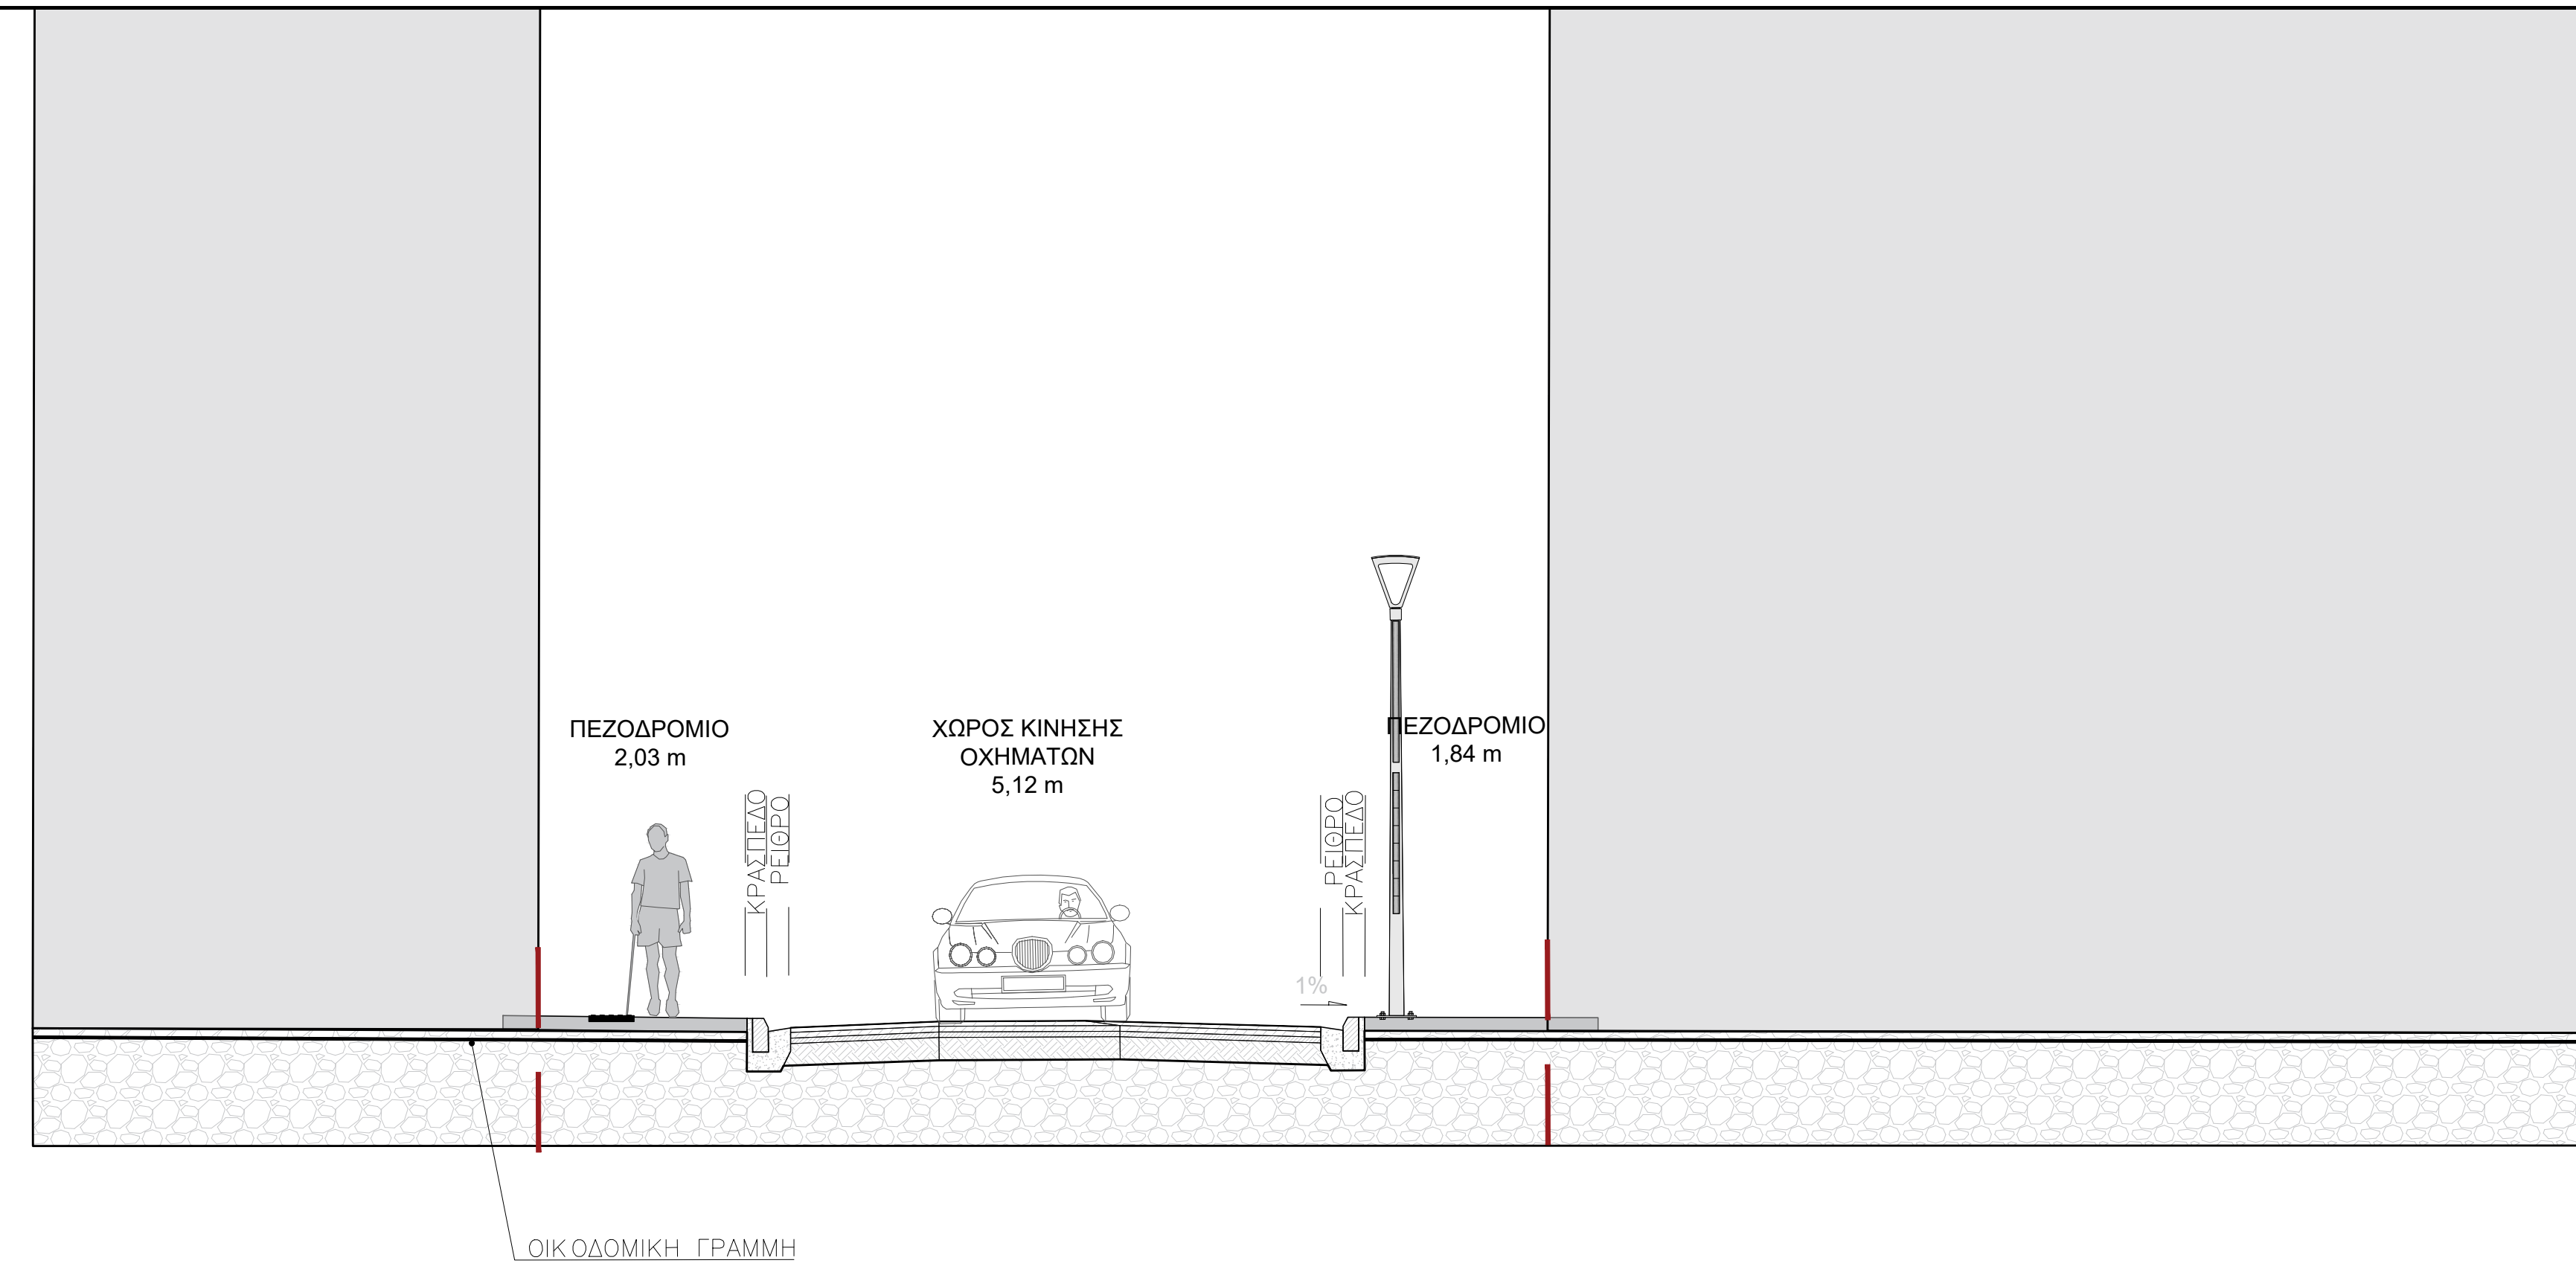 ΠΕΖΟΔΡΟΜΙΟ
2,03 m
ΧΩΡΟΣ ΚΙΝΗΣΗΣ
ΟΧΗΜΑΤΩΝ
5,12 m
ΠΕΖΟΔΡΟΜΙΟ
1,84 m
ΚΡΑΣΠΕΔΟ
ΡΕΙΘΡΟ
ΡΕΙΘΡΟ
ΚΡΑΣΠΕΔΟ
1%
ΟΙΚΟΔΟΜΙΚΗ ΓΡΑΜΜΗ